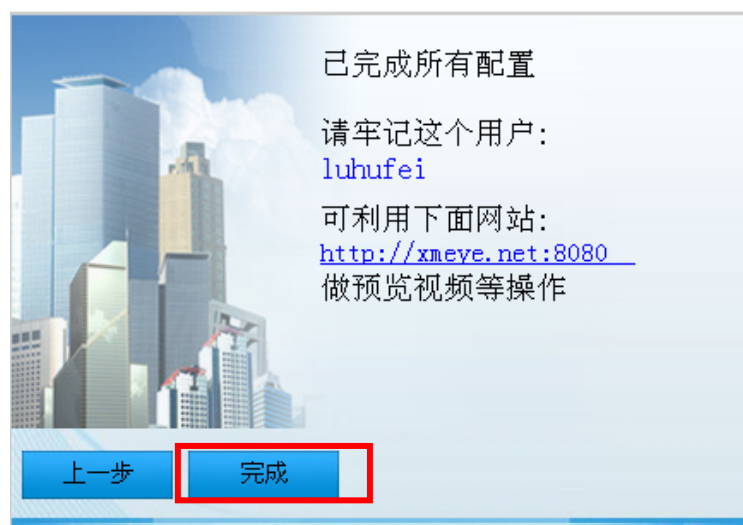 已完成所有配置
请牢记这个用户:
luhufei
可利用下面网站:
http://xmeye.net:8080
做预览视频等操作
上一步
完成